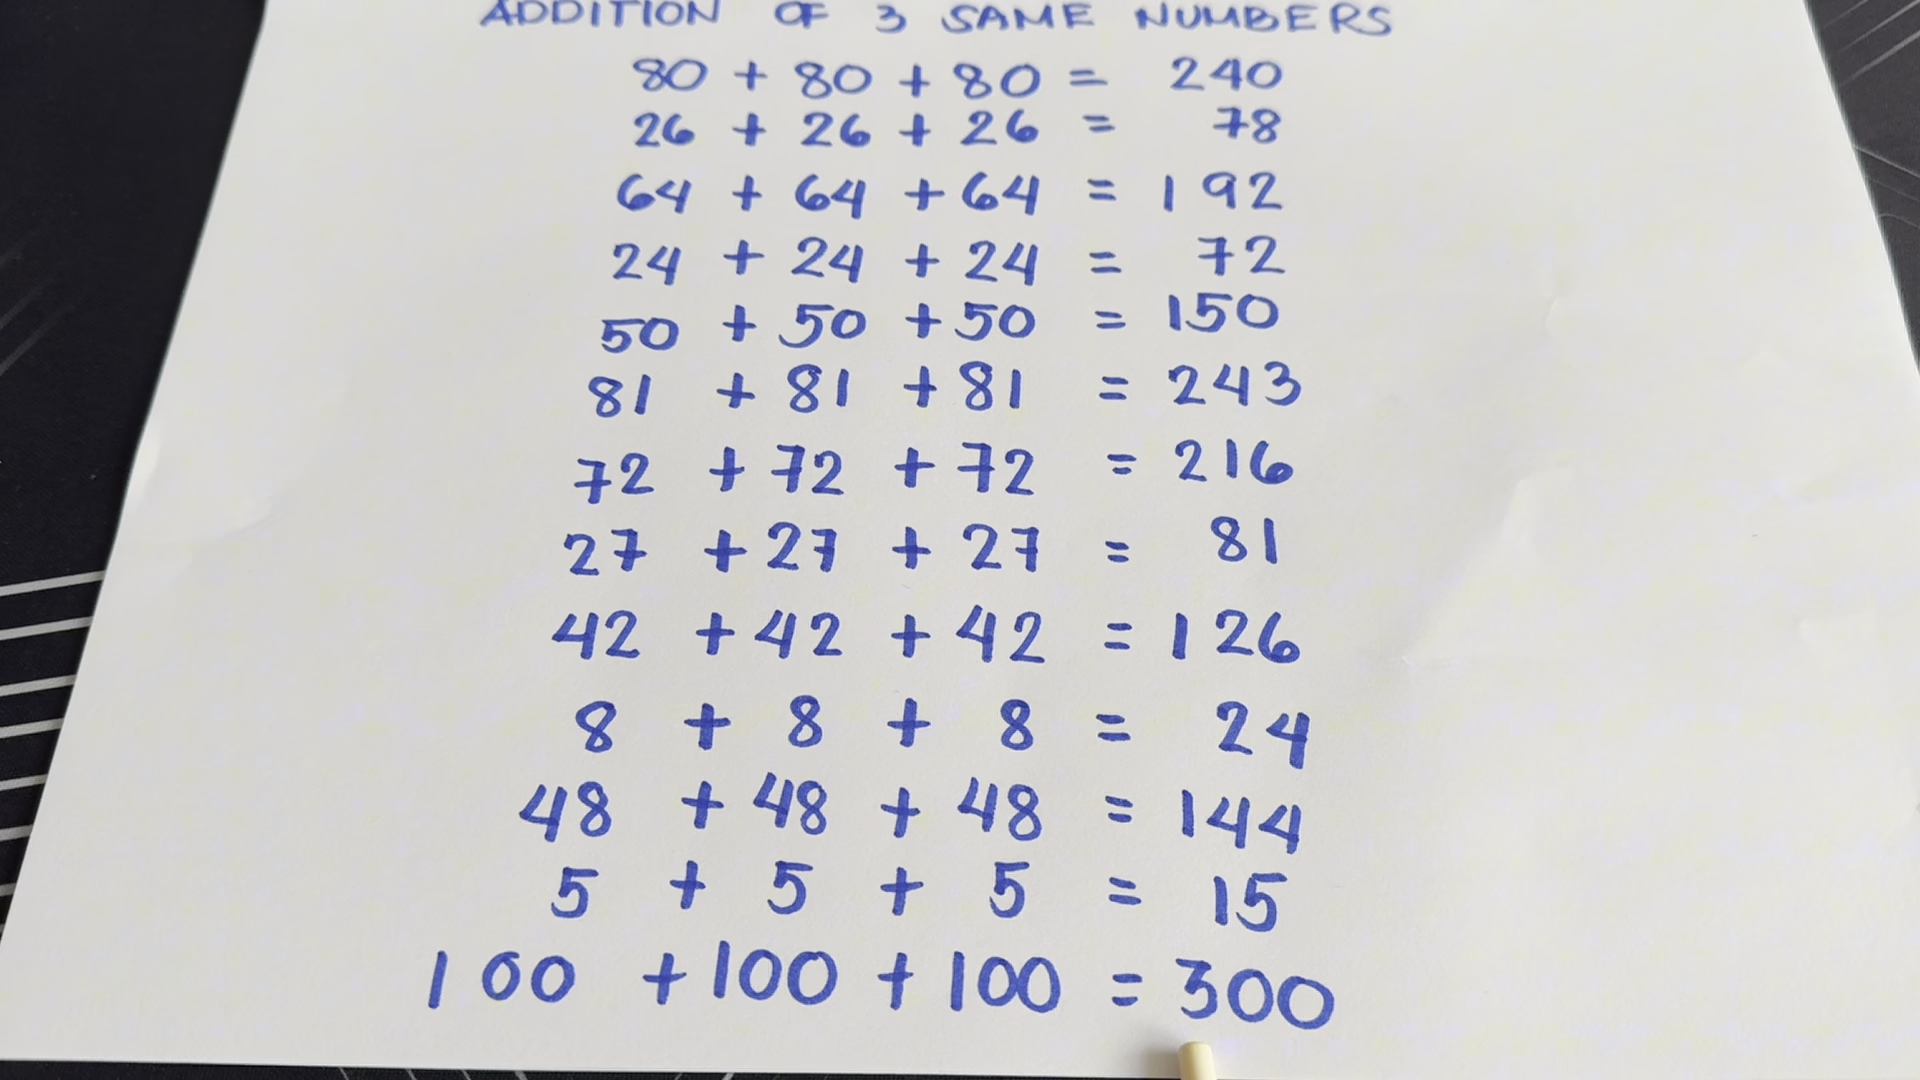 ADDITION OF 3 SAME NUMBERS
80 + 80 + 80 = 240
26 + 26 + 26 = 78
64 + 64 + 64 = 192
24 + 24 + 24 = 72
50 + 50 + 50 = 150
81 + 81 + 81 = 243
72 + 72 + 72 = 216
27 + 27 + 27 = 81
42 + 42 + 42 = 126
8 + 8 + 8 = 24
48 + 48 + 48 = 144
5 + 5 + 5 = 15
100 + 100 + 100 = 300